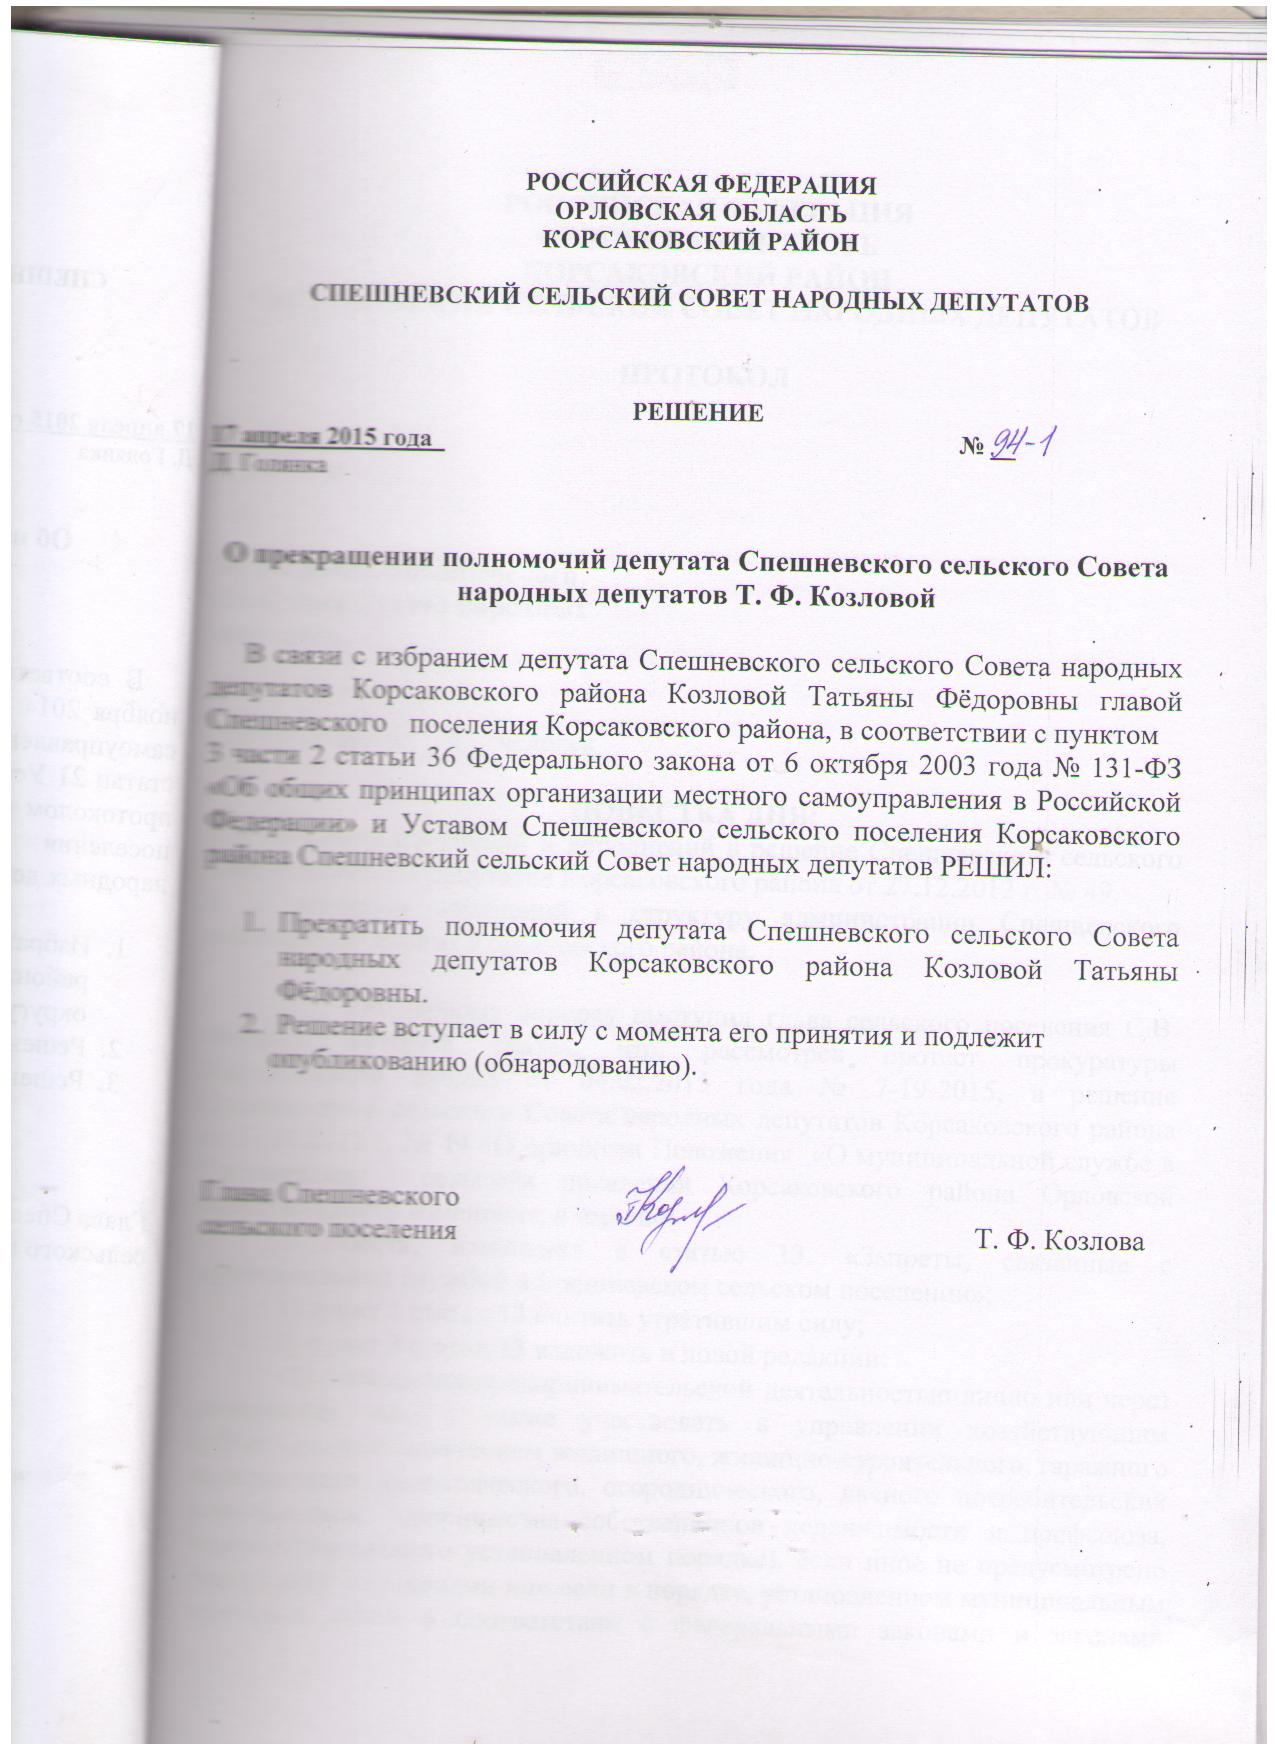 РОССИЙСКАЯ ФЕДЕРАЦИЯ
ОРЛОВСКАЯ ОБЛАСТЬ
КОРСАКОВСКИЙ РАЙОН
СПЕШНЕВСКИЙ СЕЛЬСКИЙ СОВЕТ НАРОДНЫХ ДЕПУТАТОВ
РЕШЕНИЕ
17 апреля 2015 года
№ 94-1
Д. Голянка
О прекращении полномочий депутата Спешневского сельского Совета
народных депутатов Т. Ф. Козловой
В связи с избранием депутата Спешневского сельского Совета народных
депутатов Корсаковского района Козловой Татьяны Фёдоровны главой
Спешневского поселения Корсаковского района, в соответствии с пунктом
3 части 2 статьи 36 Федерального закона от 6 октября 2003 года № 131-ФЗ
«Об общих принципах организации местного самоуправления в Российской
Федерации» и Уставом Спешневского сельского поселения Корсаковского
района Спешневский сельский Совет народных депутатов РЕШИЛ:
1. Прекратить полномочия депутата Спешневского сельского Совета
народных депутатов Корсаковского района Козловой Татьяны
Фёдоровны.
2. Решение вступает в силу с момента его принятия и подлежит
опубликованию (обнародованию).
Глава Спешневского
сельского поселения
Т. Ф. Козлова